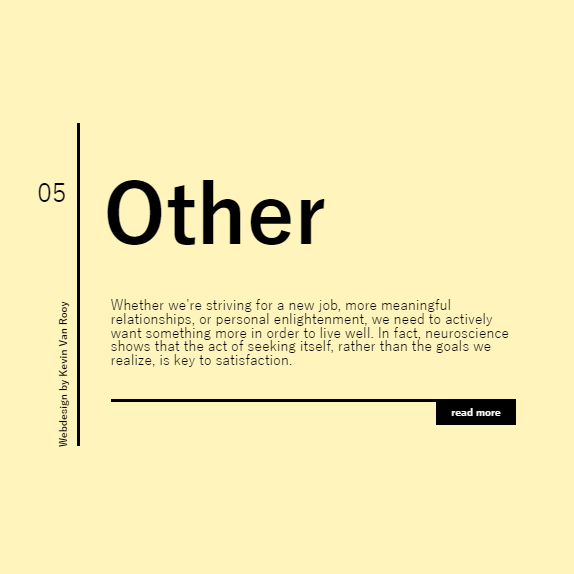 05
Other
Whether we're striving for a new job, more meaningful
relationships, or personal enlightenment, we need to actively
want something more in order to live well. In fact, neuroscience
shows that the act of seeking itself, rather than the goals we
realize, is key to satisfaction.
read more
Webdesign by Kevin Van Rooy